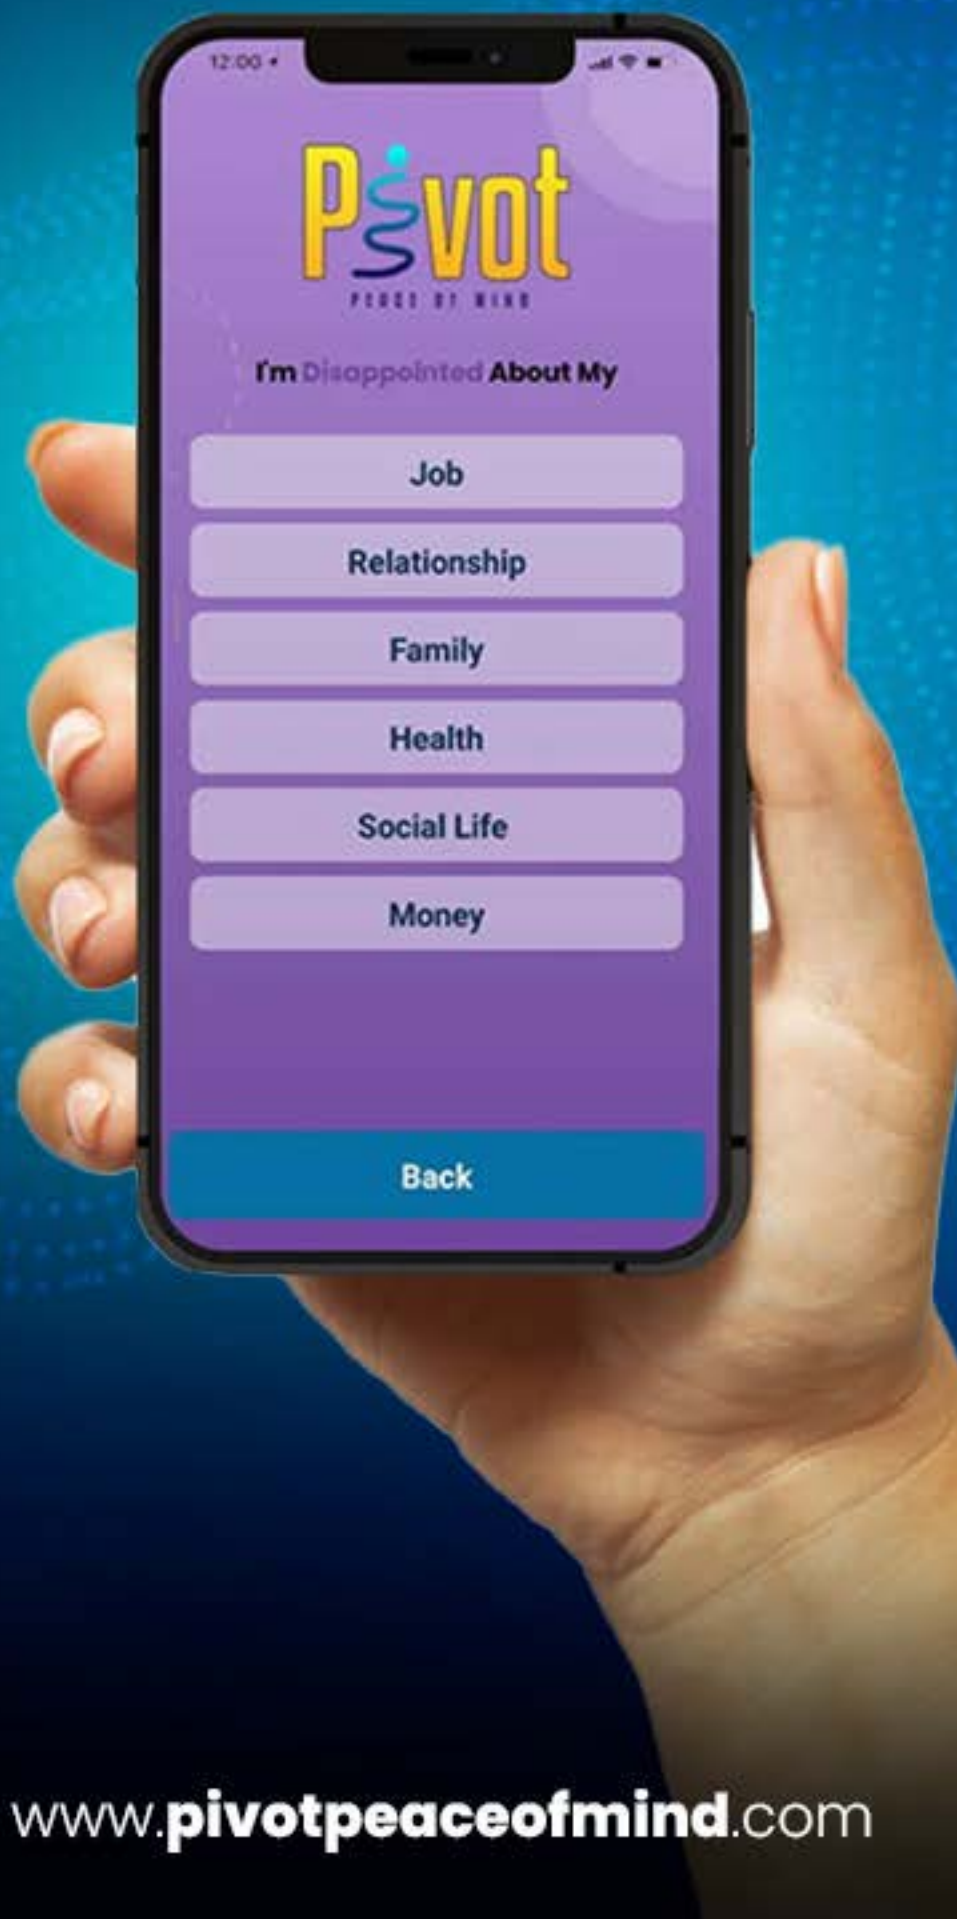 12:00
Pivot
PEACE OF MIND
I'm Disappointed About My
Job
Relationship
Family
Health
Social Life
Money
Back
www.pivotpeaceofmind.com